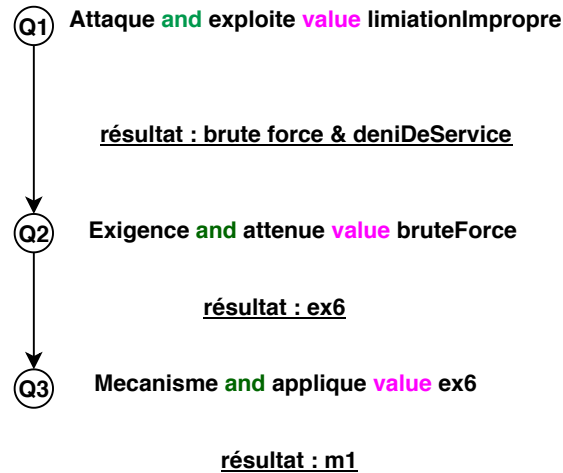 Q1 Attaque and exploite value limiationImpropre
résultat : brute force & deniDeService
Q2 Exigence and attenue value bruteForce
résultat : ex6
Q3 Mecanisme and applique value ex6
résultat : m1